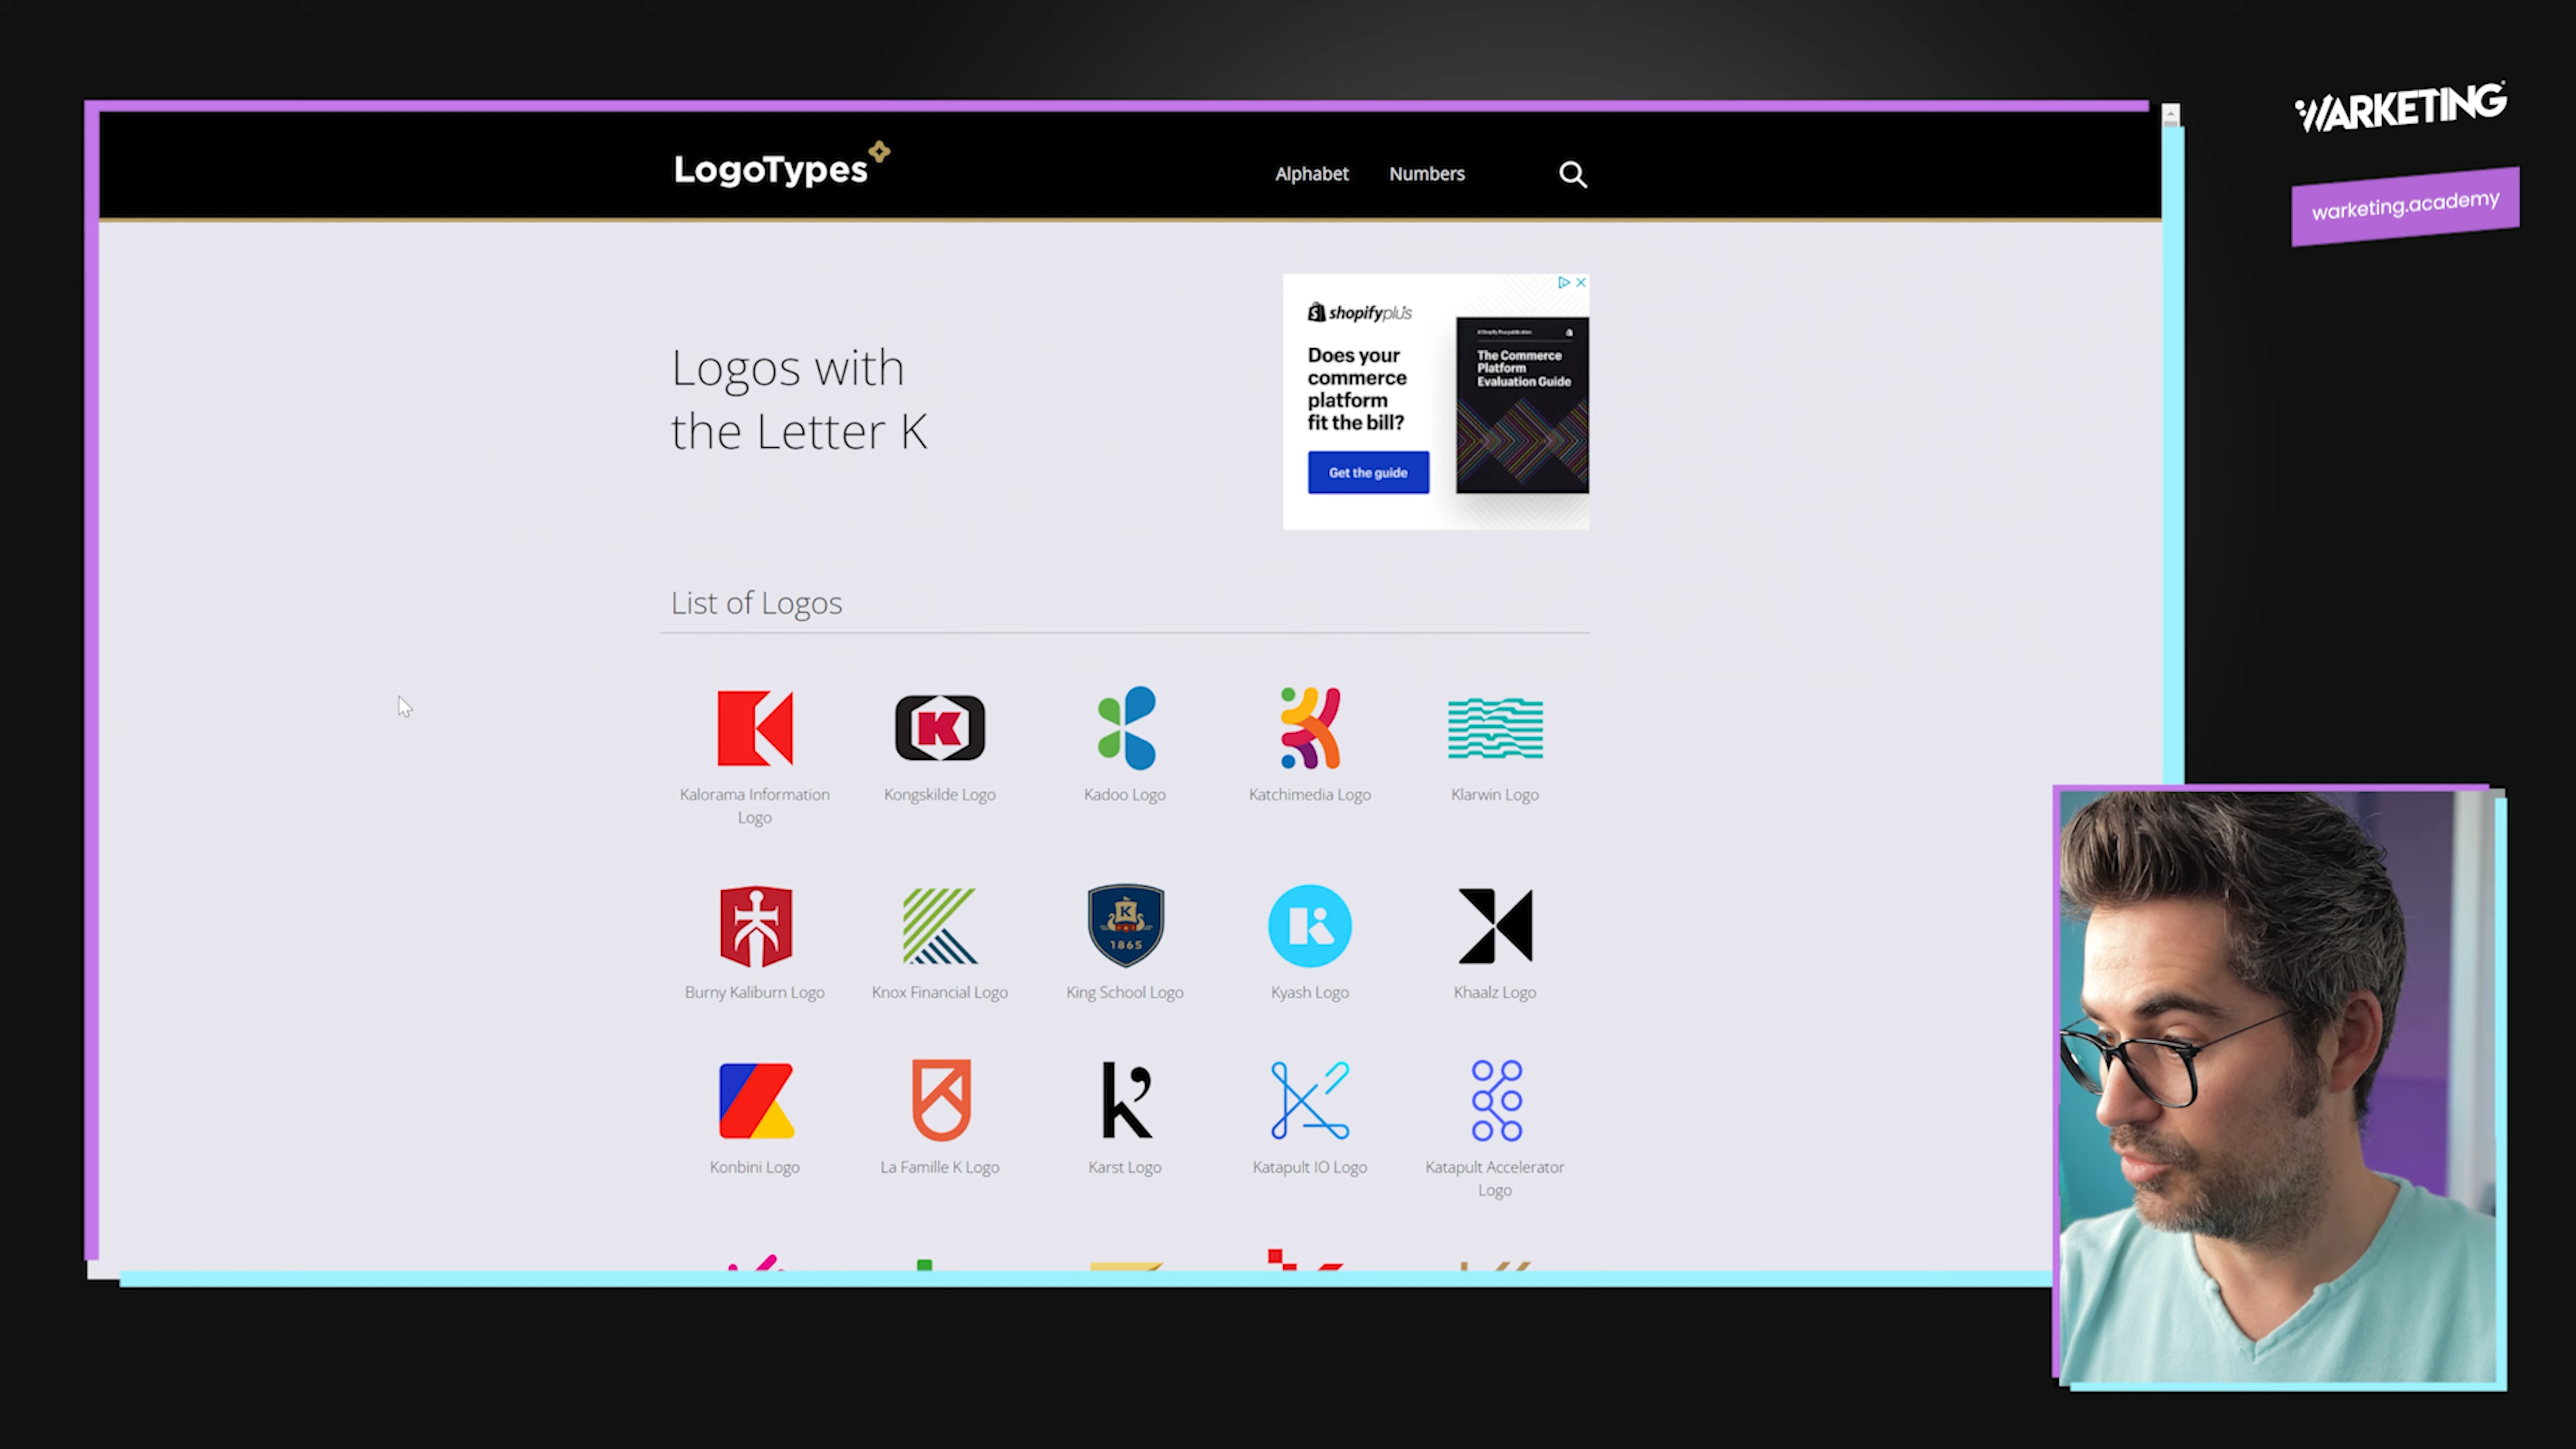 WARKETING
warketing.academy
LogoTypes
Alphabet
Numbers
Logos with
the Letter K
shopifyplus
Does your
commerce
platform
fit the bill?
Get the guide
The Commerce
Platform
Evaluation Guide
List of Logos
Kalorama Information
Logo
Kongskilde Logo
Kadoo Logo
Katchimedia Logo
Klarwin Logo
K
1865
Burny Kaliburn Logo
Knox Financial Logo
King School Logo
Kyash Logo
Khaalz Logo
Konbini Logo
La Famille K Logo
Karst Logo
Katapult IO Logo
Katapult Accelerator
Logo